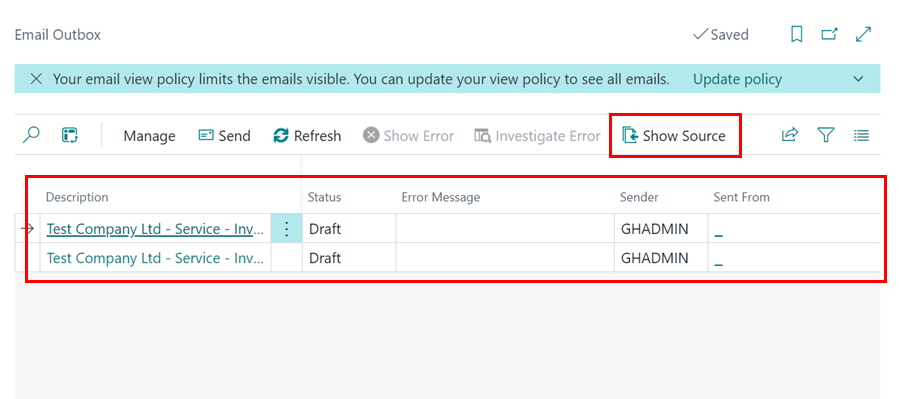 Email Outbox Saved
Your email view policy limits the emails visible. You can update your view policy to see all emails. Update policy
Manage Send Refresh Show Error Investigate Error Show Source
Description Status Error Message Sender Sent From
Test Company Ltd - Service - Inv... Draft GHADMIN _
Test Company Ltd - Service - Inv... Draft GHADMIN _